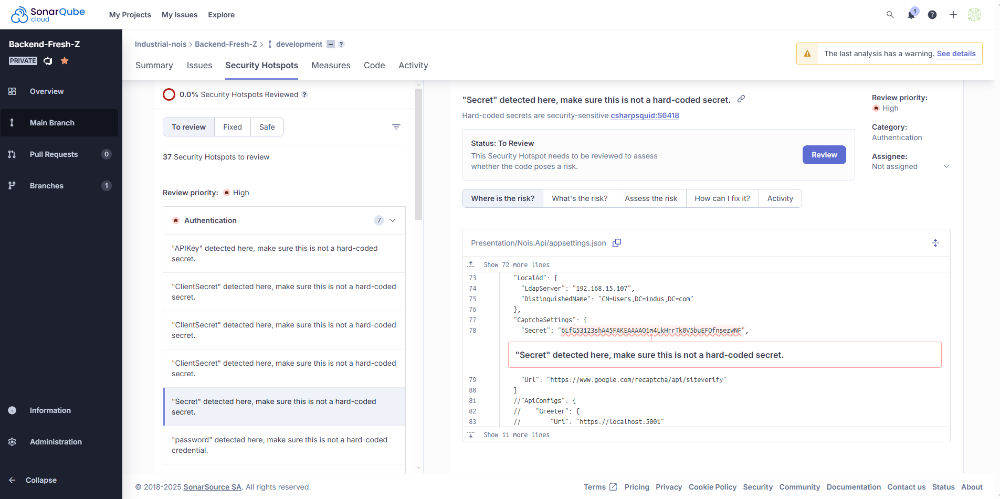 SonarQube
cloud
My Projects
My Issues
Explore
1
?
Backend-Fresh-Z
PRIVATE
Overview
Main Branch
Pull Requests 0
Branches 1
Information
Administration
Collapse
Industrial-nois > Backend-Fresh-Z > development ?
The last analysis has a warning. See details
Summary
Issues
Security Hotspots
Measures
Code
Activity
0.0% Security Hotspots Reviewed ?
To review
Fixed
Safe
37 Security Hotspots to review
Review priority: High
Authentication 7
"APIKey" detected here, make sure this is not a hard-coded
secret.
"ClientSecret" detected here, make sure this is not a hard-coded
secret.
"ClientSecret" detected here, make sure this is not a hard-coded
secret.
"ClientSecret" detected here, make sure this is not a hard-coded
secret.
"Secret" detected here, make sure this is not a hard-coded
secret.
"password" detected here, make sure this is not a hard-coded
credential.
"Secret" detected here, make sure this is not a hard-coded secret.
Hard-coded secrets are security-sensitive csharpsquid:S6418
Status: To Review
This Security Hotspot needs to be reviewed to assess
whether the code poses a risk.
Review
Review priority:
High
Category:
Authentication
Assignee:
Not assigned
Where is the risk?
What's the risk?
Assess the risk
How can I fix it?
Activity
Presentation/Nois.Api/appsettings.json
Show 72 more lines
73 "LocalAd": {
74 "LdapServer": "192.168.15.107",
75 "DistinguishedName": "CN=Users,DC=indus,DC=com"
76 },
77 "CaptchaSettings": {
78 "Secret": "6LfG53123shA45FAKEAAAAO1m4LkHrrTk0V5buEFOfnsezwNF",
"Secret" detected here, make sure this is not a hard-coded secret.
79 "Url": "https://www.google.com/recaptcha/api/siteverify"
80 }
81 //"ApiConfigs": {
82 // "Greeter": {
83 // "Uri": "https://localhost:5001"
Show 11 more lines
© 2018-2025 SonarSource SA. All rights reserved.
Terms
Pricing
Privacy
Cookie Policy
Security
Community
Documentation
Contact us
Status
About